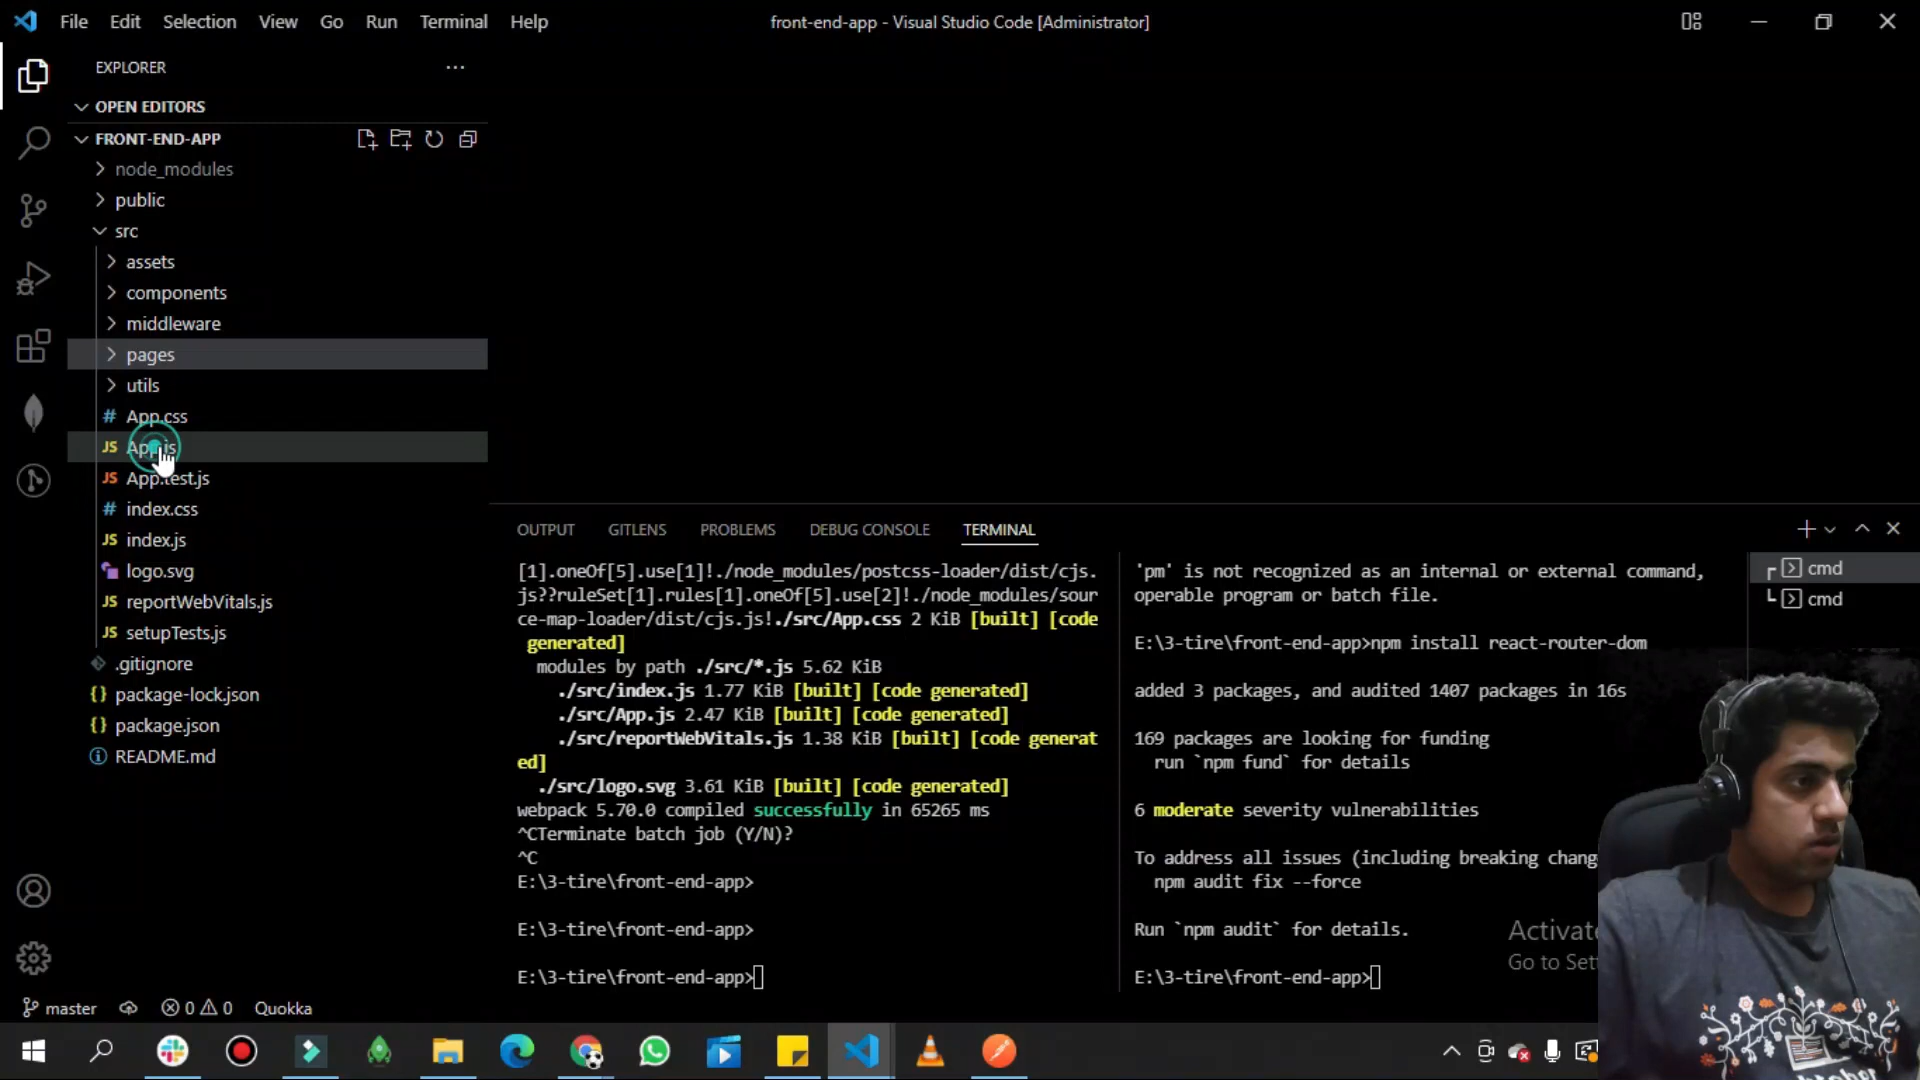 File Edit Selection View Go Run Terminal Help
front-end-app - Visual Studio Code [Administrator]
EXPLORER
OPEN EDITORS
FRONT-END-APP
node_modules
public
src
assets
components
middleware
pages
utils
# App.css
JS App.js
JS App.test.js
# index.css
JS index.js
logo.svg
JS reportWebVitals.js
JS setupTests.js
.gitignore
{} package-lock.json
{} package.json
README.md
OUTPUT GITLENS PROBLEMS DEBUG CONSOLE TERMINAL
[1].oneOf[5].use[1]!./node_modules/postcss-loader/dist/cjs.
js??ruleSet[1].rules[1].oneOf[5].use[2]!./node_modules/sour
ce-map-loader/dist/cjs.js!./src/App.css 2 KiB [built] [code
generated]
modules by path ./src/*.js 5.62 KiB
./src/index.js 1.77 KiB [built] [code generated]
./src/App.js 2.47 KiB [built] [code generated]
./src/reportWebVitals.js 1.38 KiB [built] [code generat
ed]
./src/logo.svg 3.61 KiB [built] [code generated]
webpack 5.70.0 compiled successfully in 65265 ms
^CTerminate batch job (Y/N)?
^C
E:\3-tire\front-end-app>
E:\3-tire\front-end-app>
E:\3-tire\front-end-app>
'pm' is not recognized as an internal or external command,
operable program or batch file.
E:\3-tire\front-end-app>npm install react-router-dom
added 3 packages, and audited 1407 packages in 16s
169 packages are looking for funding
run `npm fund` for details
6 moderate severity vulnerabilities
To address all issues (including breaking chang
npm audit fix --force
Run `npm audit` for details.
E:\3-tire\front-end-app>
cmd
cmd
Activat
Go to Set
master 0 0 Quokka